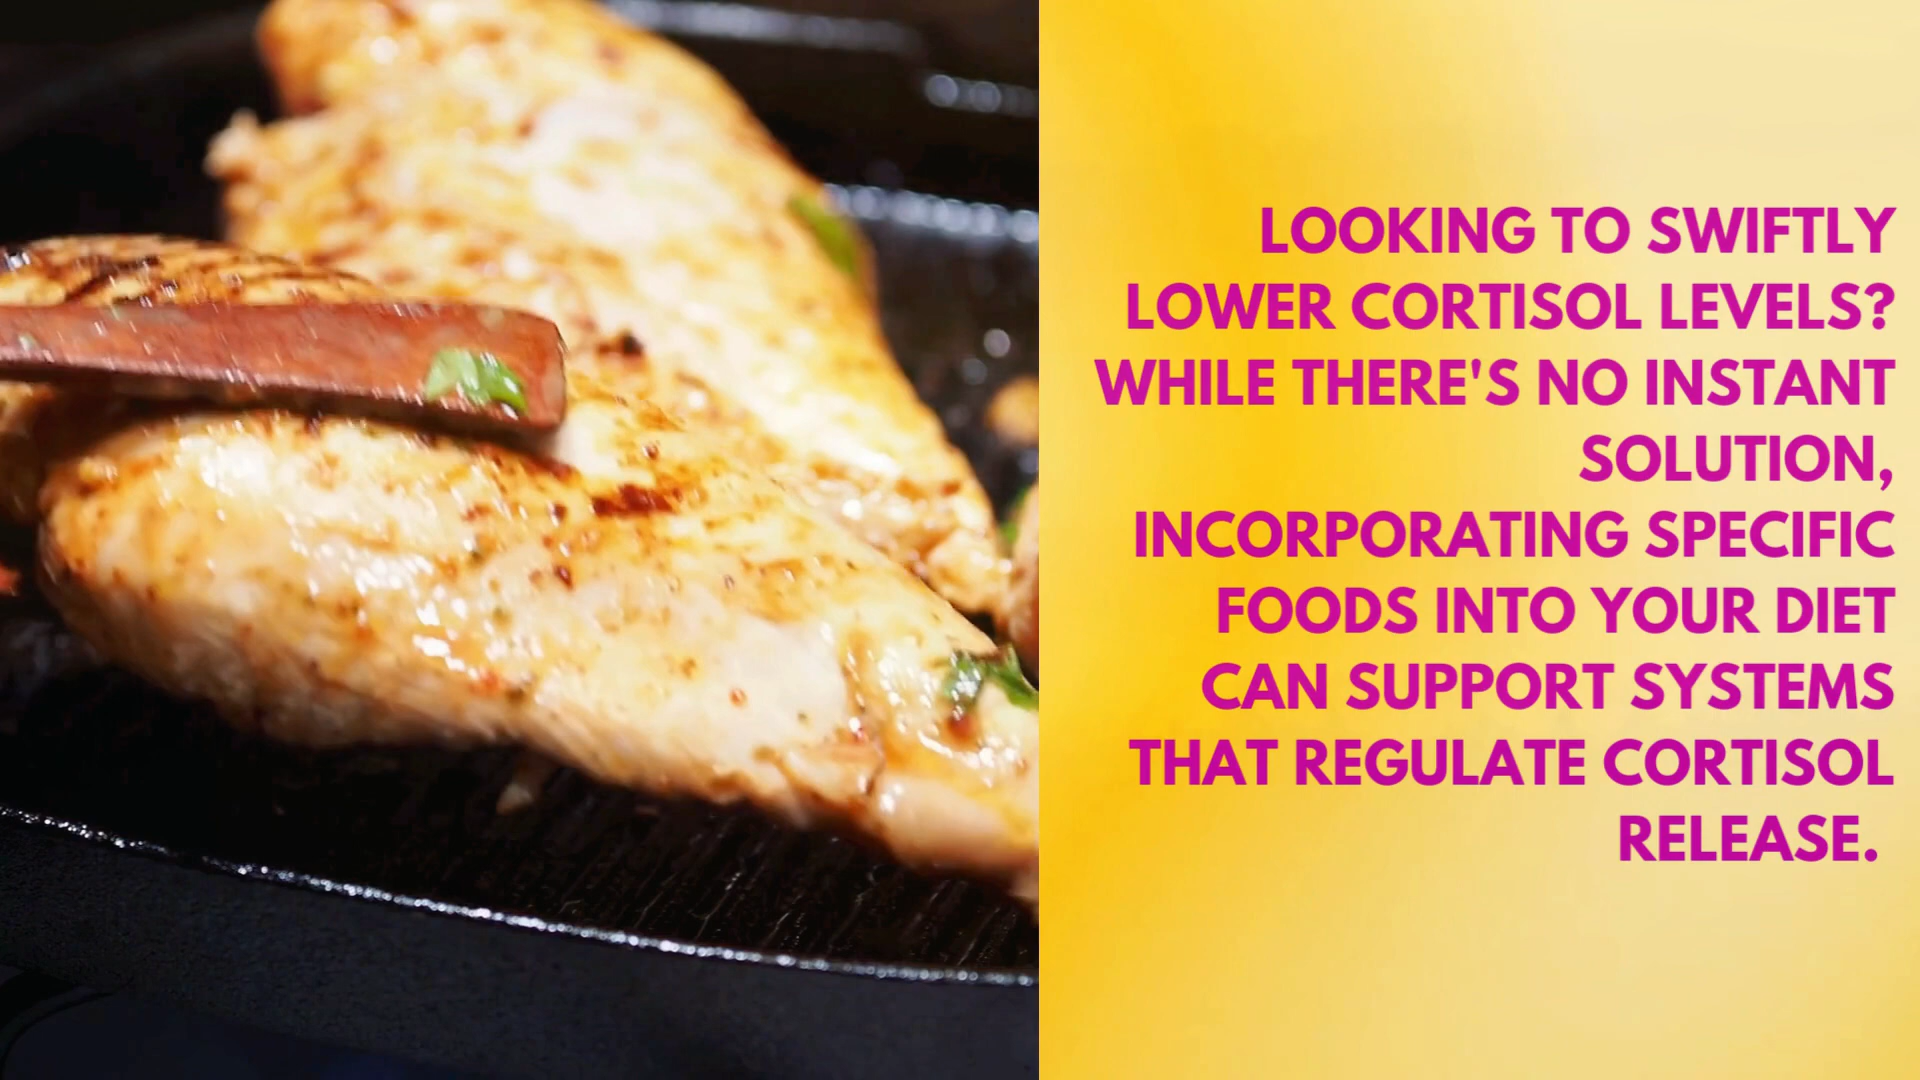 LOOKING TO SWIFTLY
LOWER CORTISOL LEVELS?
WHILE THERE'S NO INSTANT
SOLUTION,
INCORPORATING SPECIFIC
FOODS INTO YOUR DIET
CAN SUPPORT SYSTEMS
THAT REGULATE CORTISOL
RELEASE.